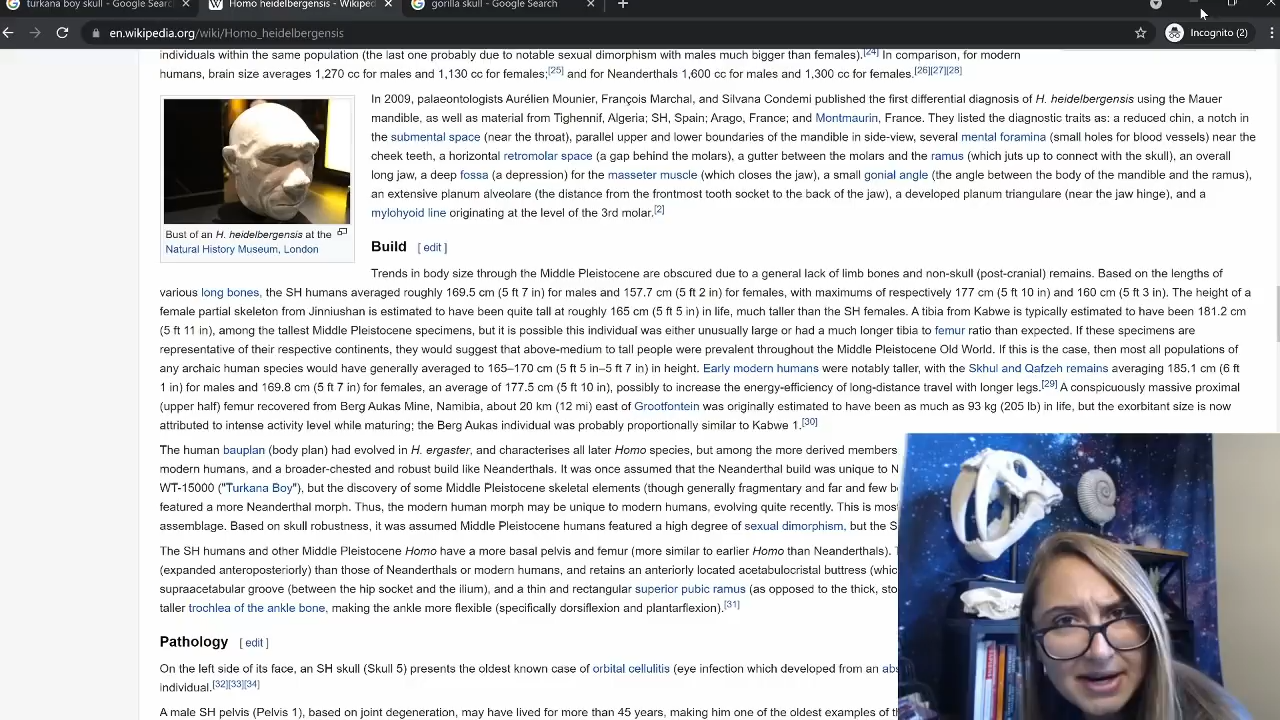 turkana boy skull - Google Search
Homo heidelbergensis - Wikiped
gorilla skull - Google Search
en.wikipedia.org/wiki/Homo_heidelbergensis
Incognito (2)
individuals within the same population (the last one probably due to notable sexual dimorphism with males much bigger than females).[24] In comparison, for modern
humans, brain size averages 1,270 cc for males and 1,130 cc for females;[25] and for Neanderthals 1,600 cc for males and 1,300 cc for females.[26][27][28]
In 2009, palaeontologists Aurélien Mounier, François Marchal, and Silvana Condemi published the first differential diagnosis of H. heidelbergensis using the Mauer
mandible, as well as material from Tighennif, Algeria; SH, Spain; Arago, France; and Montmaurin, France. They listed the diagnostic traits as: a reduced chin, a notch in
the submental space (near the throat), parallel upper and lower boundaries of the mandible in side-view, several mental foramina (small holes for blood vessels) near the
cheek teeth, a horizontal retromolar space (a gap behind the molars), a gutter between the molars and the ramus (which juts up to connect with the skull), an overall
long jaw, a deep fossa (a depression) for the masseter muscle (which closes the jaw), a small gonial angle (the angle between the body of the mandible and the ramus),
an extensive planum alveolare (the distance from the frontmost tooth socket to the back of the jaw), a developed planum triangulare (near the jaw hinge), and a
mylohyoid line originating at the level of the 3rd molar.[2]
Bust of an H. heidelbergensis at the
Natural History Museum, London
Build [ edit ]
Trends in body size through the Middle Pleistocene are obscured due to a general lack of limb bones and non-skull (post-cranial) remains. Based on the lengths of
various long bones, the SH humans averaged roughly 169.5 cm (5 ft 7 in) for males and 157.7 cm (5 ft 2 in) for females, with maximums of respectively 177 cm (5 ft 10 in) and 160 cm (5 ft 3 in). The height of a
female partial skeleton from Jinniushan is estimated to have been quite tall at roughly 165 cm (5 ft 5 in) in life, much taller than the SH females. A tibia from Kabwe is typically estimated to have been 181.2 cm
(5 ft 11 in), among the tallest Middle Pleistocene specimens, but it is possible this individual was either unusually large or had a much longer tibia to femur ratio than expected. If these specimens are
representative of their respective continents, they would suggest that above-medium to tall people were prevalent throughout the Middle Pleistocene Old World. If this is the case, then most all populations of
any archaic human species would have generally averaged to 165–170 cm (5 ft 5 in–5 ft 7 in) in height. Early modern humans were notably taller, with the Skhul and Qafzeh remains averaging 185.1 cm (6 ft
1 in) for males and 169.8 cm (5 ft 7 in) for females, an average of 177.5 cm (5 ft 10 in), possibly to increase the energy-efficiency of long-distance travel with longer legs.[29] A conspicuously massive proximal
(upper half) femur recovered from Berg Aukas Mine, Namibia, about 20 km (12 mi) east of Grootfontein was originally estimated to have been as much as 93 kg (205 lb) in life, but the exorbitant size is now
attributed to intense activity level while maturing; the Berg Aukas individual was probably proportionally similar to Kabwe 1.[30]
The human bauplan (body plan) had evolved in H. ergaster, and characterises all later Homo species, but among the more derived members
modern humans, and a broader-chested and robust build like Neanderthals. It was once assumed that the Neanderthal build was unique to N
WT-15000 ("Turkana Boy"), but the discovery of some Middle Pleistocene skeletal elements (though generally fragmentary and far and few b
featured a more Neanderthal morph. Thus, the modern human morph may be unique to modern humans, evolving quite recently. This is mos
assemblage. Based on skull robustness, it was assumed Middle Pleistocene humans featured a high degree of sexual dimorphism, but the S
The SH humans and other Middle Pleistocene Homo have a more basal pelvis and femur (more similar to earlier Homo than Neanderthals).
(expanded anteroposteriorly) than those of Neanderthals or modern humans, and retains an anteriorly located acetabulocristal buttress (whic
supraacetabular groove (between the hip socket and the ilium), and a thin and rectangular superior pubic ramus (as opposed to the thick, sto
taller trochlea of the ankle bone, making the ankle more flexible (specifically dorsiflexion and plantarflexion).[31]
Pathology [ edit ]
On the left side of its face, an SH skull (Skull 5) presents the oldest known case of orbital cellulitis (eye infection which developed from an abs
individual.[32][33][34]
A male SH pelvis (Pelvis 1), based on joint degeneration, may have lived for more than 45 years, making him one of the oldest examples of t